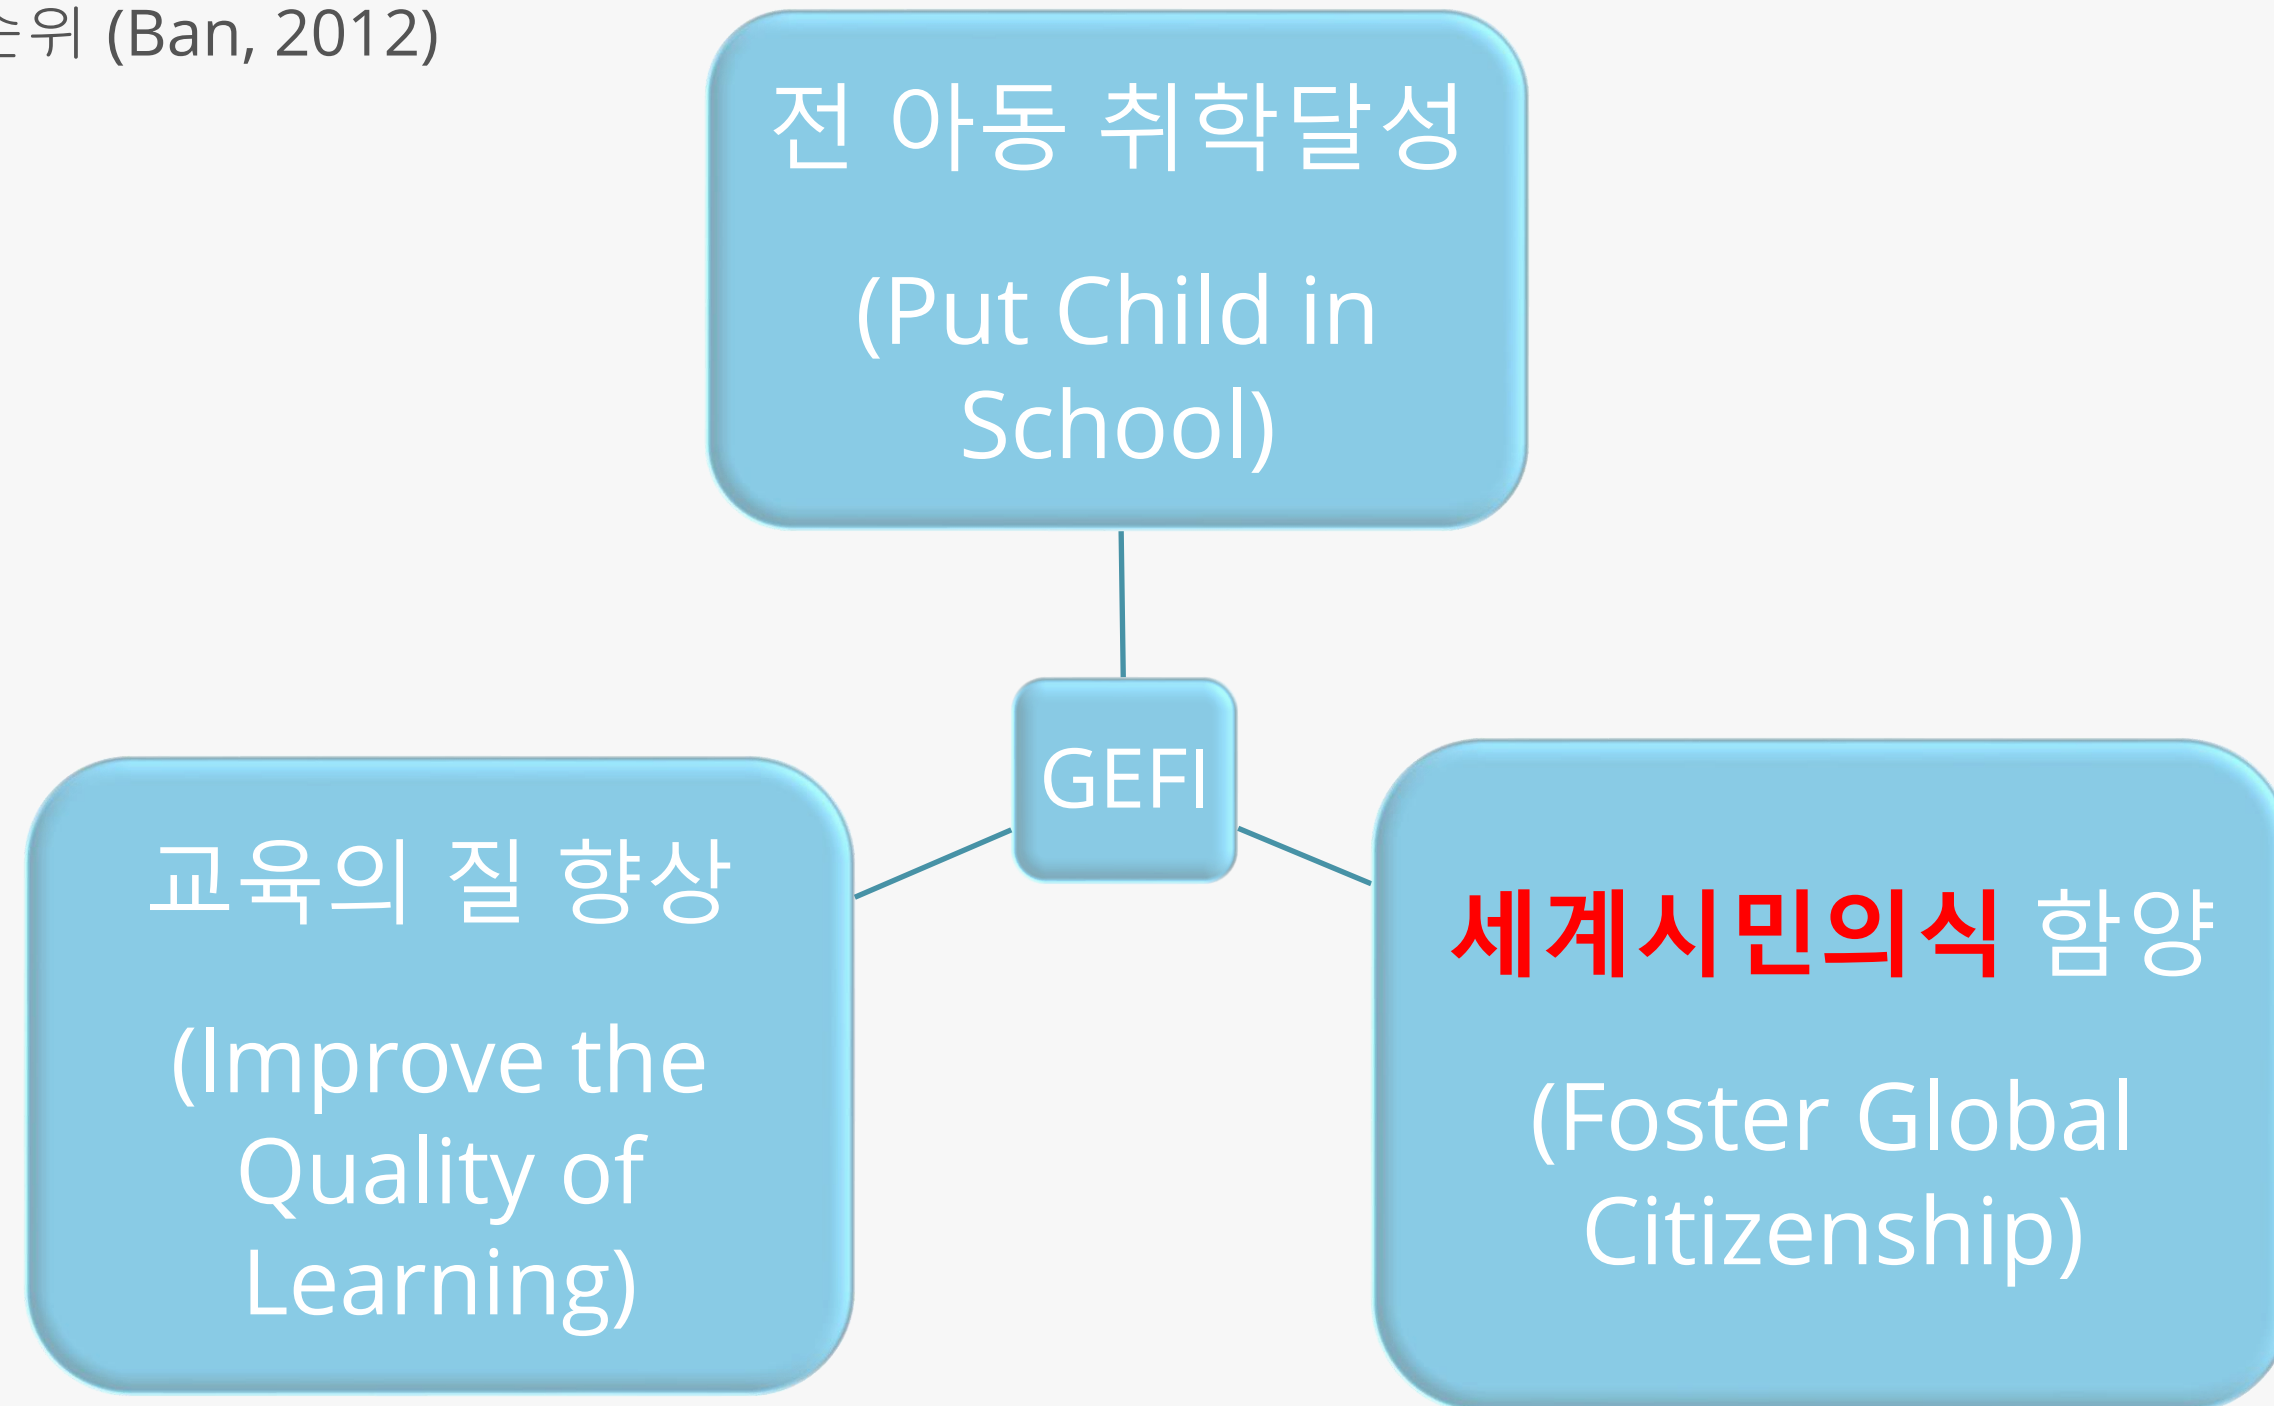 순위 (Ban, 2012)
전 아동 취학달성
(Put Child in
School)
GEFI
교육의 질 향상
(Improve the
Quality of
Learning)
세계시민의식 함양
(Foster Global
Citizenship)